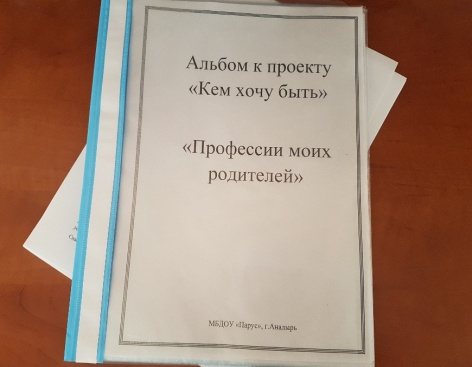 Альбом к проекту
«Кем хочу быть»
«Профессии моих
родителей»
МБДОУ «Парус», г.Анадырь